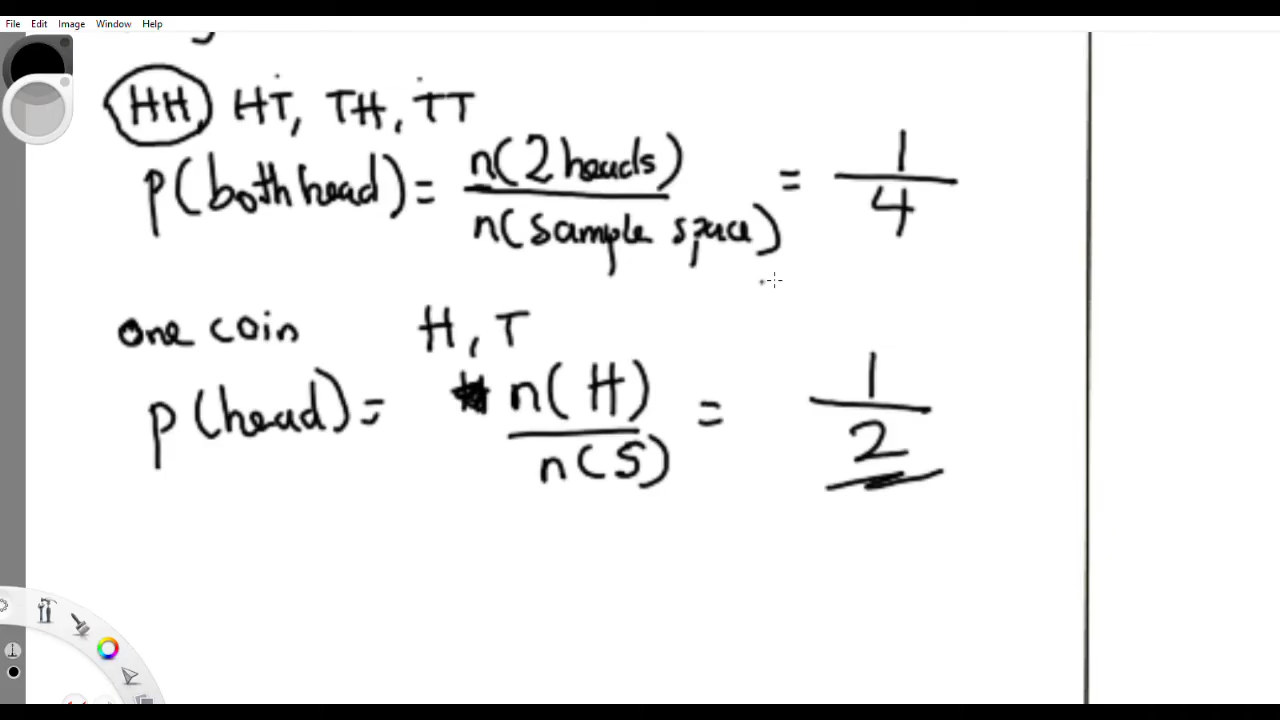 File Edit Image Window Help
HH, HT, TH, TT
p(both head) = n(2 heads) / n(sample space) = 1/4
one coin H, T
p(head) = n(H) / n(S) = 1/2